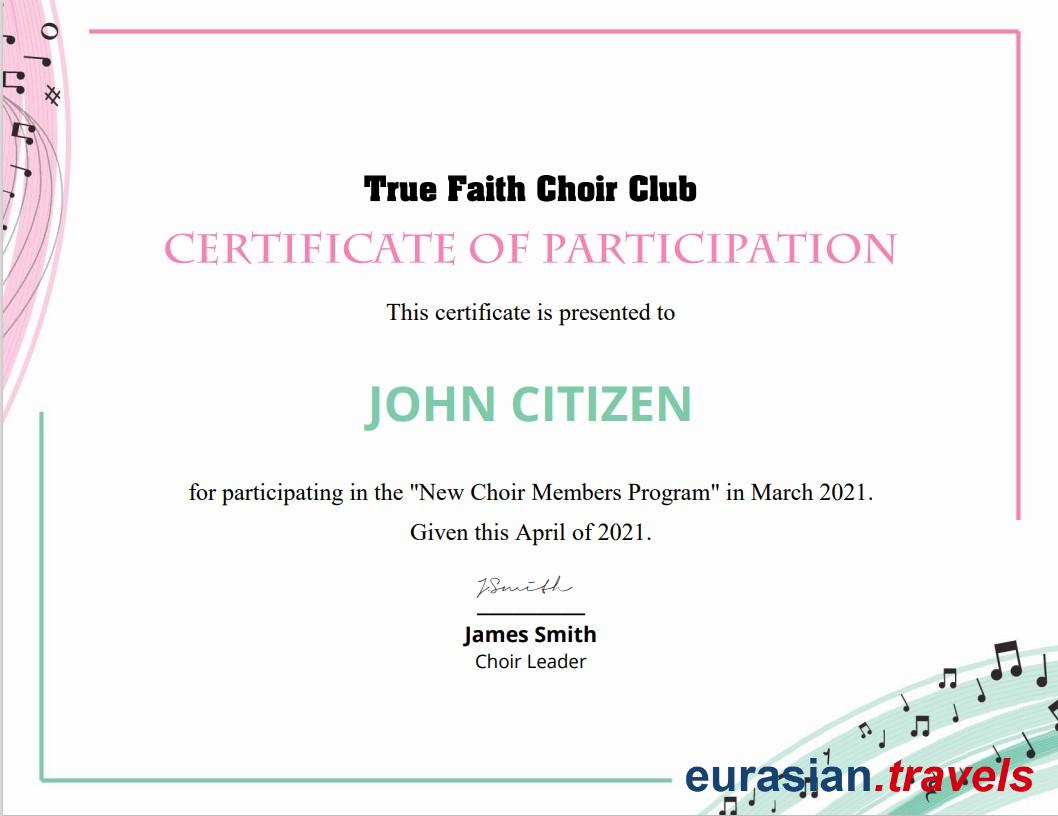 True Faith Choir Club
CERTIFICATE OF PARTICIPATION
This certificate is presented to
JOHN CITIZEN
for participating in the "New Choir Members Program" in March 2021.
Given this April of 2021.
JSmith
James Smith
Choir Leader
eurasian.travels